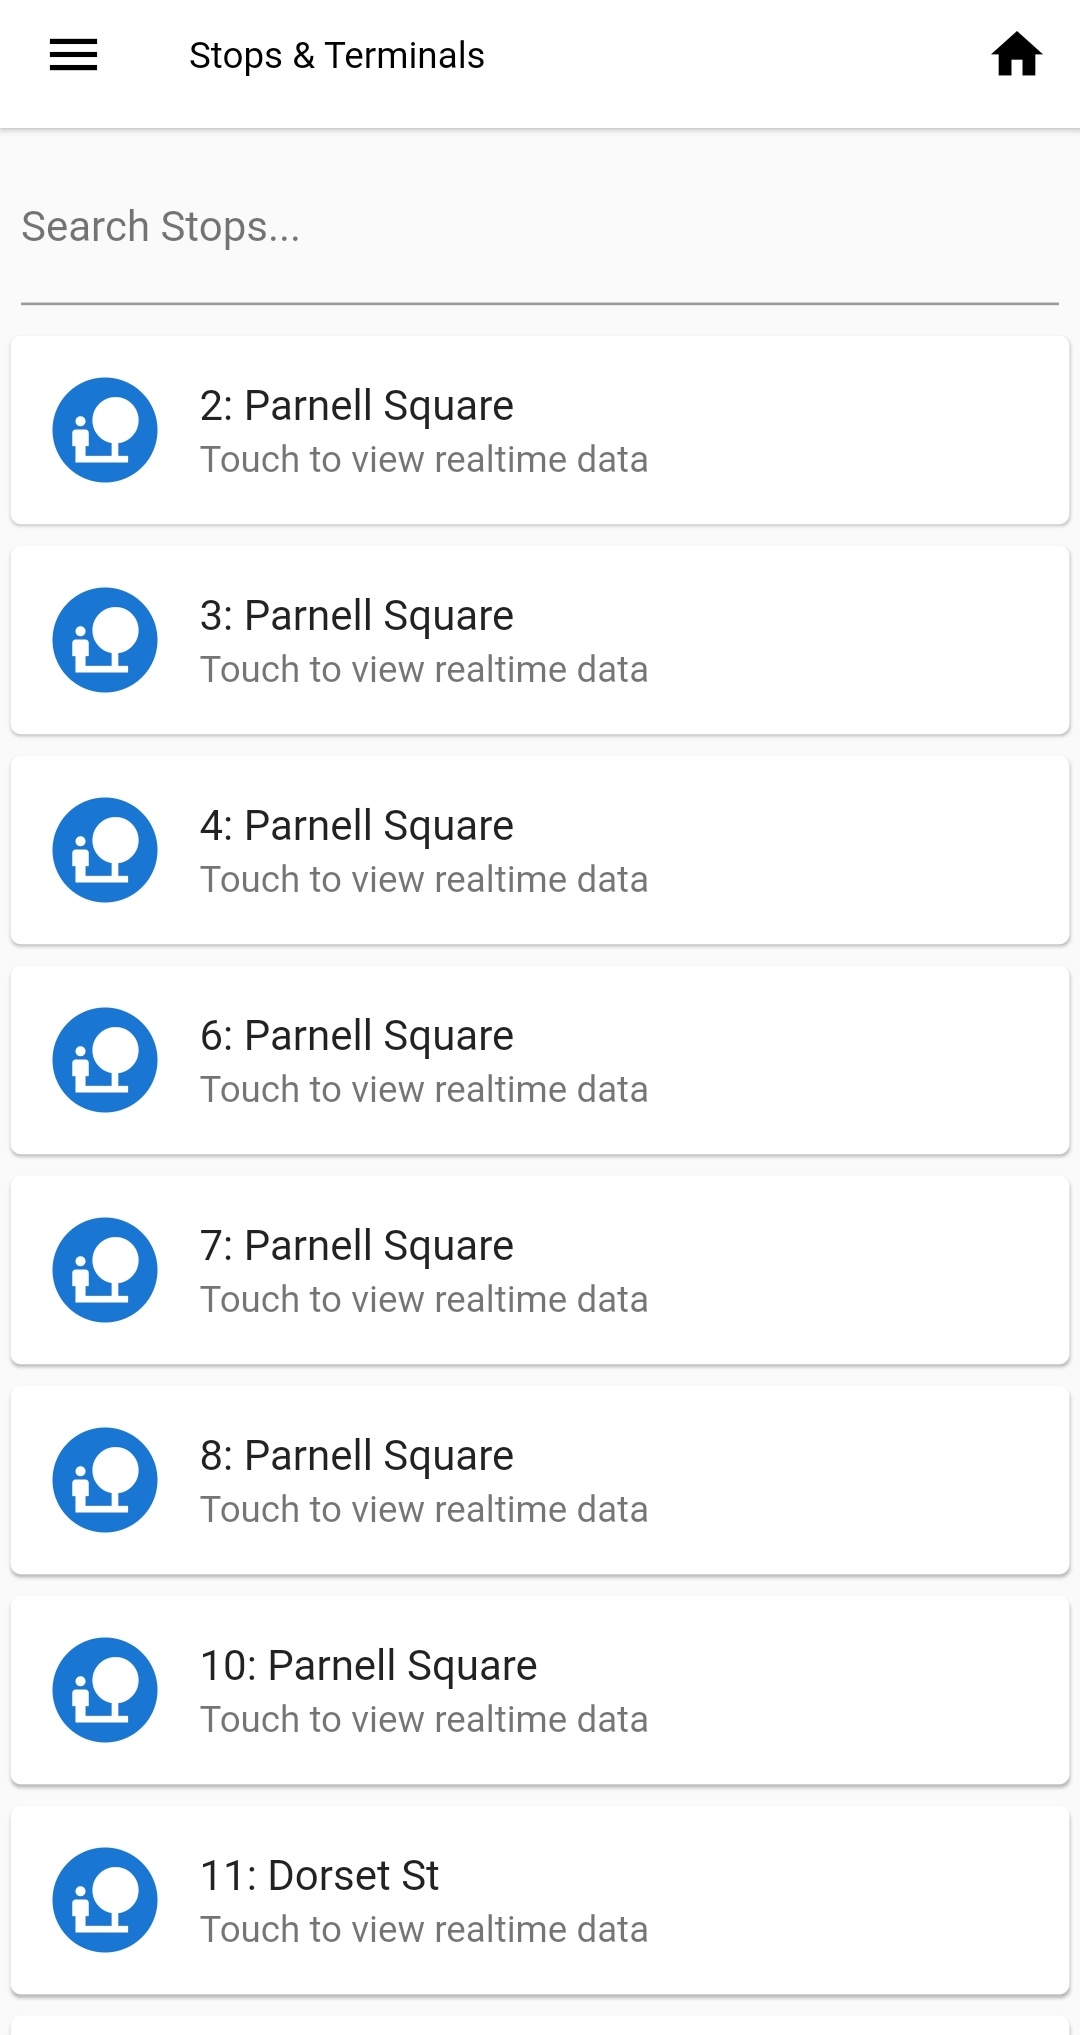 Stops & Terminals
Search Stops...
2: Parnell Square
Touch to view realtime data
3: Parnell Square
Touch to view realtime data
4: Parnell Square
Touch to view realtime data
6: Parnell Square
Touch to view realtime data
7: Parnell Square
Touch to view realtime data
8: Parnell Square
Touch to view realtime data
10: Parnell Square
Touch to view realtime data
11: Dorset St
Touch to view realtime data